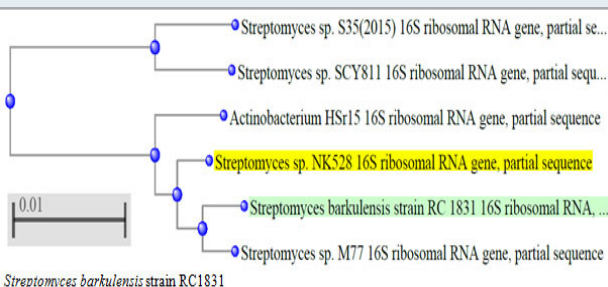 Streptomyces sp. S35(2015) 16S ribosomal RNA gene, partial se...
Streptomyces sp. SCY811 16S ribosomal RNA gene, partial sequ...
Actinobacterium HSr15 16S ribosomal RNA gene, partial sequence
Streptomyces sp. NK528 16S ribosomal RNA gene, partial sequence
0.01
Streptomyces barkulensis strain RC 1831 16S ribosomal RNA, ...
Streptomyces sp. M77 16S ribosomal RNA gene, partial sequence
Streptomyces barkulensis strain RC1831